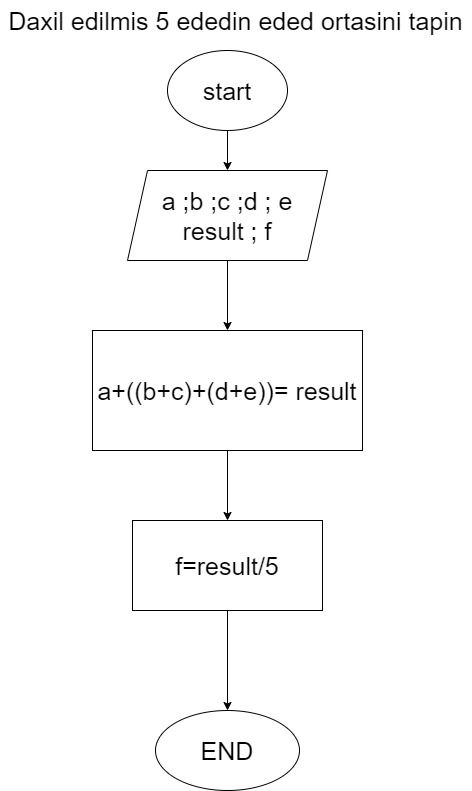 Daxil edilmis 5 ededin eded ortasini tapin
start
a ;b ;c ;d ; e
result ; f
a+((b+c)+(d+e))= result
f=result/5
END